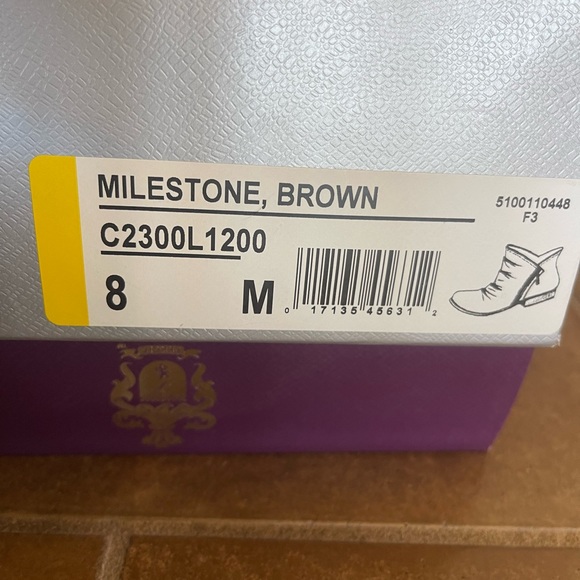 MILESTONE, BROWN
5100110448
F3
C2300L1200
8 M
0 17135 45631 2